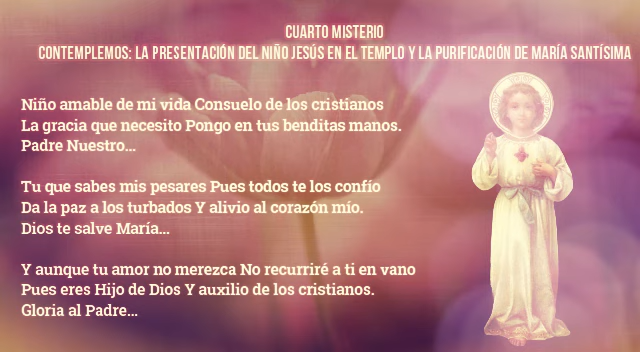 CUARTO MISTERIO
CONTEMPLEMOS: LA PRESENTACIÓN DEL NIÑO JESÚS EN EL TEMPLO Y LA PURIFICACIÓN DE MARÍA SANTÍSIMA
Niño amable de mi vida Consuelo de los cristianos
La gracia que necesito Pongo en tus benditas manos.
Padre Nuestro...
Tu que sabes mis pesares Pues todos te los confío
Da la paz a los turbados Y alivio al corazón mío.
Dios te salve María...
Y aunque tu amor no merezca No recurriré a ti en vano
Pues eres Hijo de Dios Y auxilio de los cristianos.
Gloria al Padre...